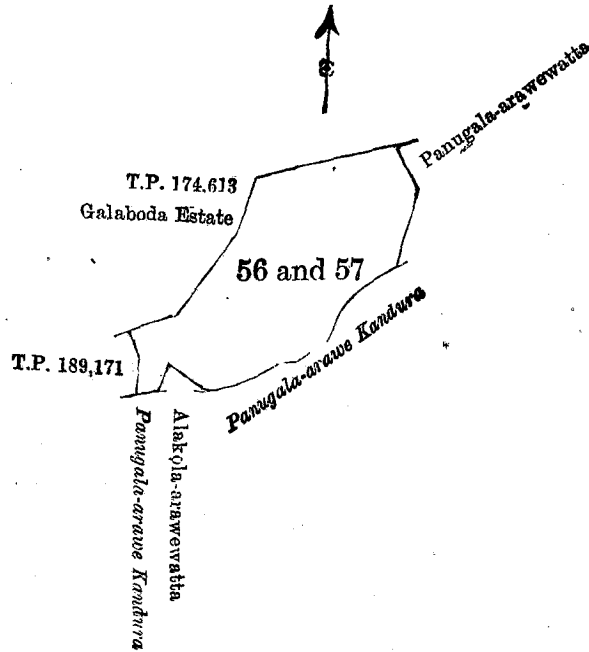 Panugala-arawewatta
T.P. 174,613
Galaboda Estate
56 and 57
Panugala-arawe Kandura
T.P. 189,171
Panugala-arawe Kandura
Alakola-arawewatta